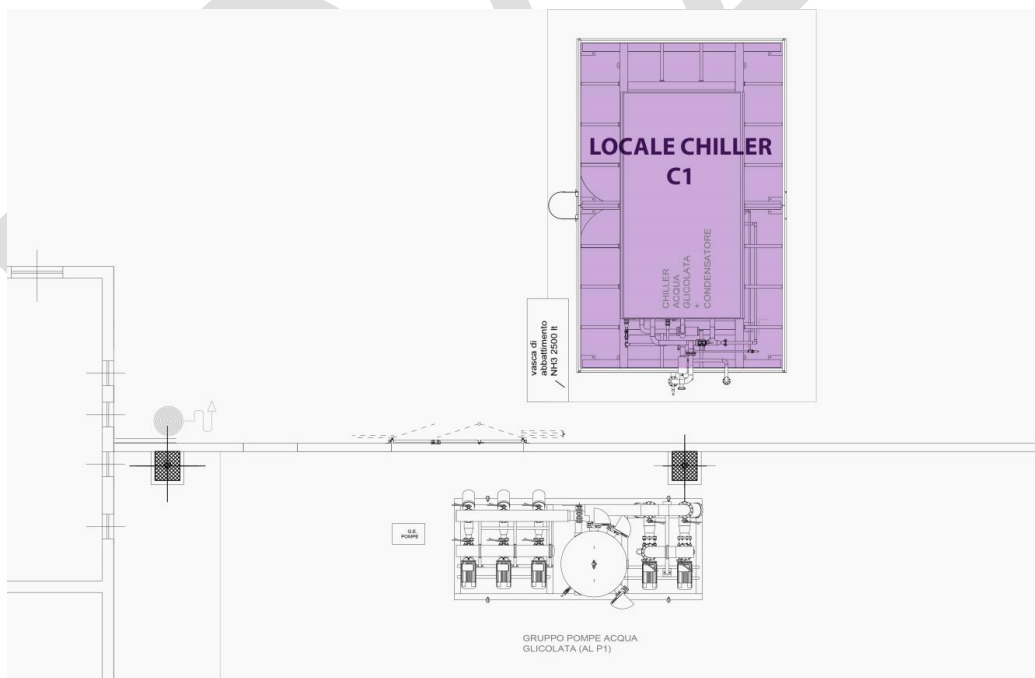 LOCALE CHILLER
C1
CHILLER
ACQUA
GLICOLATA
+
CONDENSATORE
vasca di
abbattimento
NH3 2500 lt
Q.E.
POMPE
GRUPPO POMPE ACQUA
GLICOLATA (AL P1)